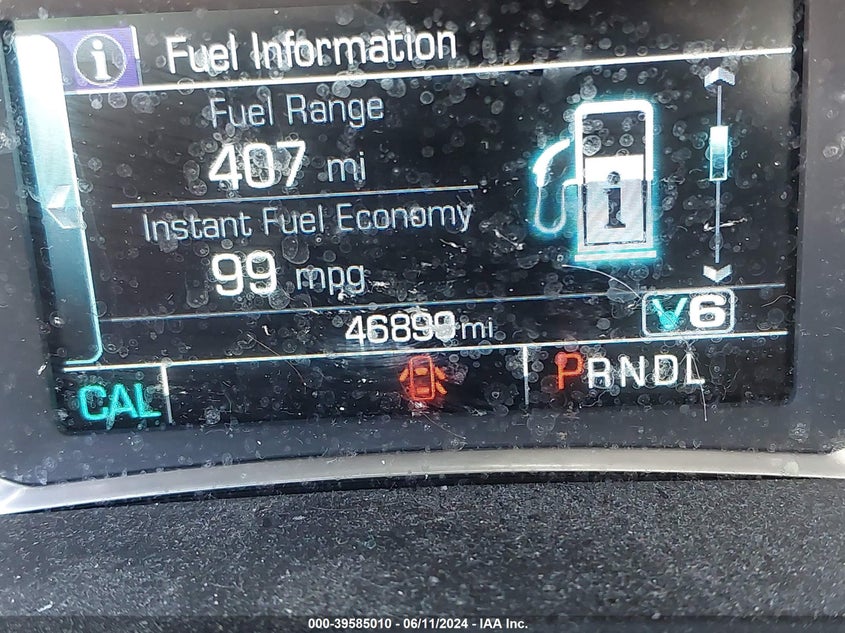 i Fuel Information
Fuel Range
407 mi
i
Instant Fuel Economy
99 mpg
46899 mi
V6
CAL
PRNDL
000-39585010 - 06/11/2024 - IAA Inc.